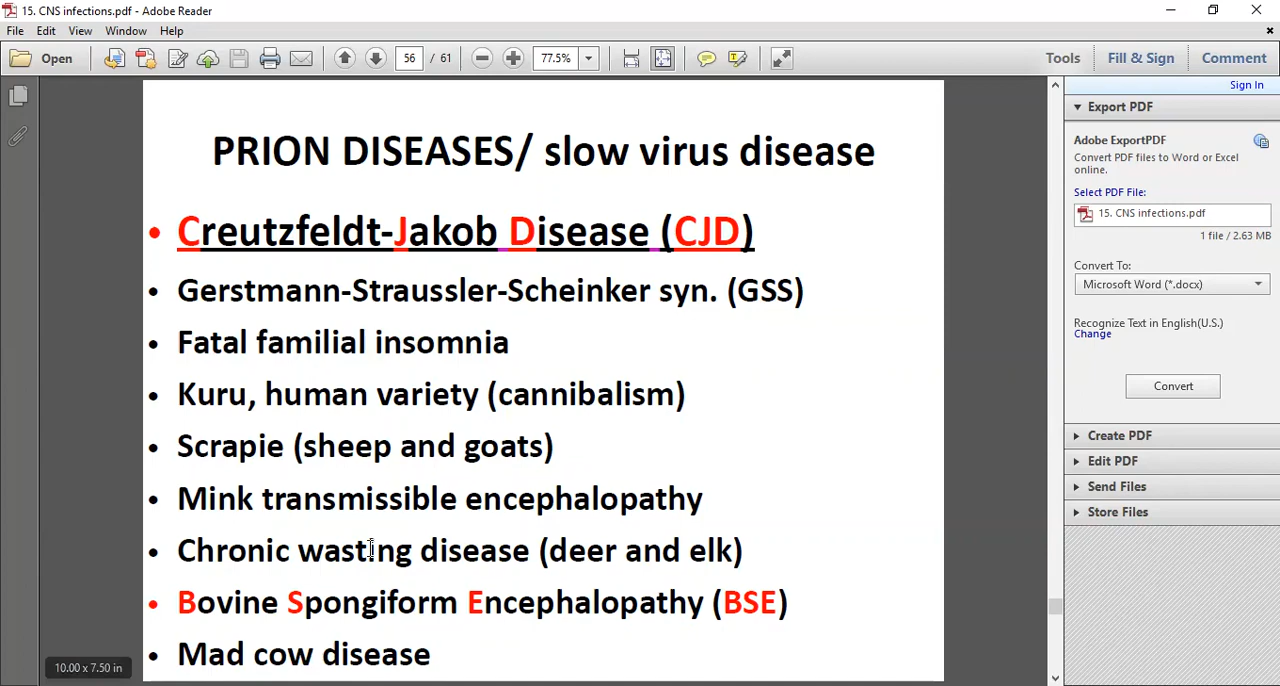 15. CNS infections.pdf - Adobe Reader
File Edit View Window Help
Open 56 / 61 77.5% Tools Fill & Sign Comment
Sign In
PRION DISEASES/ slow virus disease
• Creutzfeldt-Jakob Disease (CJD)
• Gerstmann-Straussler-Scheinker syn. (GSS)
• Fatal familial insomnia
• Kuru, human variety (cannibalism)
• Scrapie (sheep and goats)
• Mink transmissible encephalopathy
• Chronic wasting disease (deer and elk)
• Bovine Spongiform Encephalopathy (BSE)
• Mad cow disease
10.00 x 7.50 in
Export PDF
Adobe ExportPDF
Convert PDF files to Word or Excel
online.
Select PDF File:
15. CNS infections.pdf
1 file / 2.63 MB
Convert To:
Microsoft Word (*.docx)
Recognize Text in English(U.S.)
Change
Convert
Create PDF
Edit PDF
Send Files
Store Files